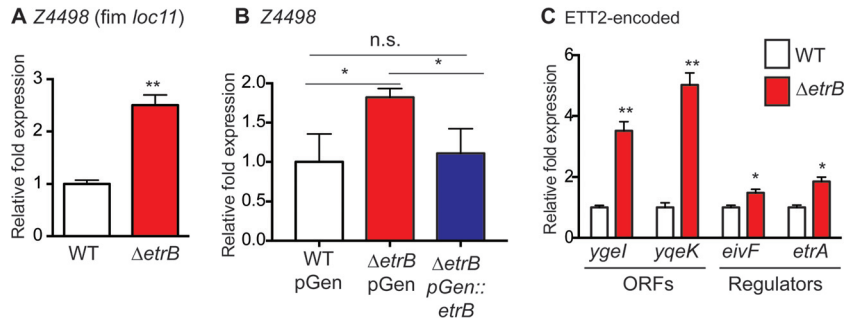 A Z4498 (fim loc11)
Relative fold expression
3
2
1
0
**
WT ΔetrB
B Z4498
Relative fold expression
2.0
1.5
1.0
0.5
0.0
n.s.
* *
WT
pGen
ΔetrB
pGen
ΔetrB
pGen::
etrB
C ETT2-encoded
Relative fold expression
6
4
2
0
WT
ΔetrB
** ** * *
ygeI yqeK eivF etrA
ORFs Regulators